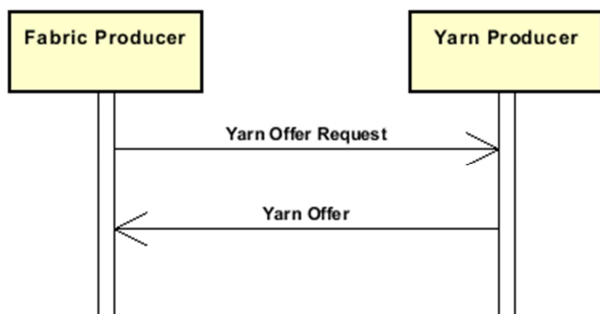 Fabric Producer
Yarn Producer
Yarn Offer Request
Yarn Offer